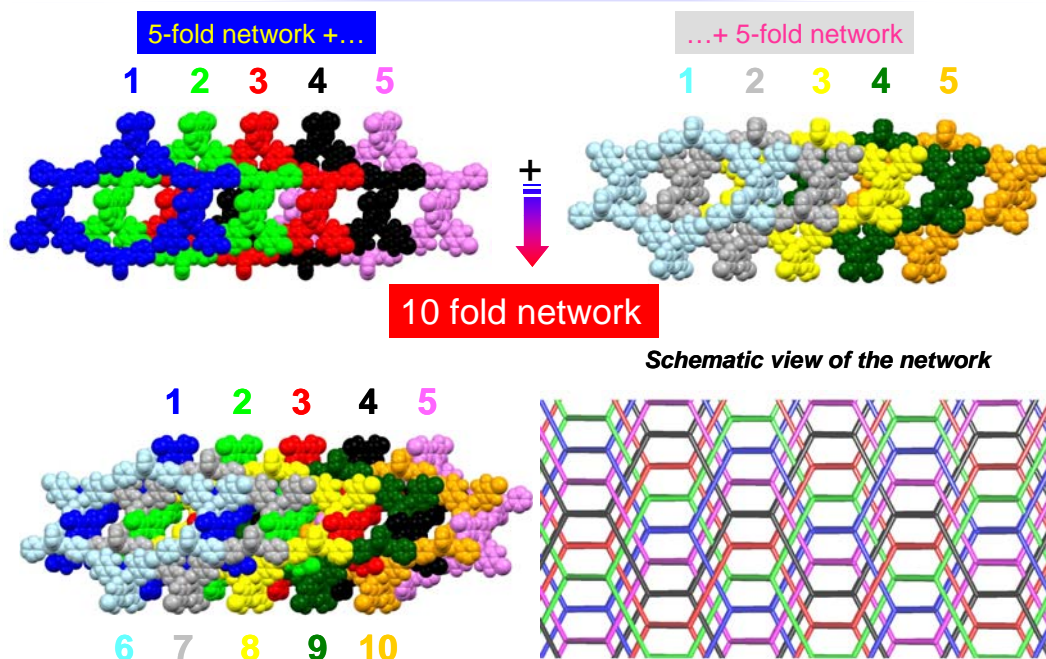 5-fold network +…
…+ 5-fold network
1 2 3 4 5
1 2 3 4 5
+
10 fold network
Schematic view of the network
1 2 3 4 5
6 7 8 9 10